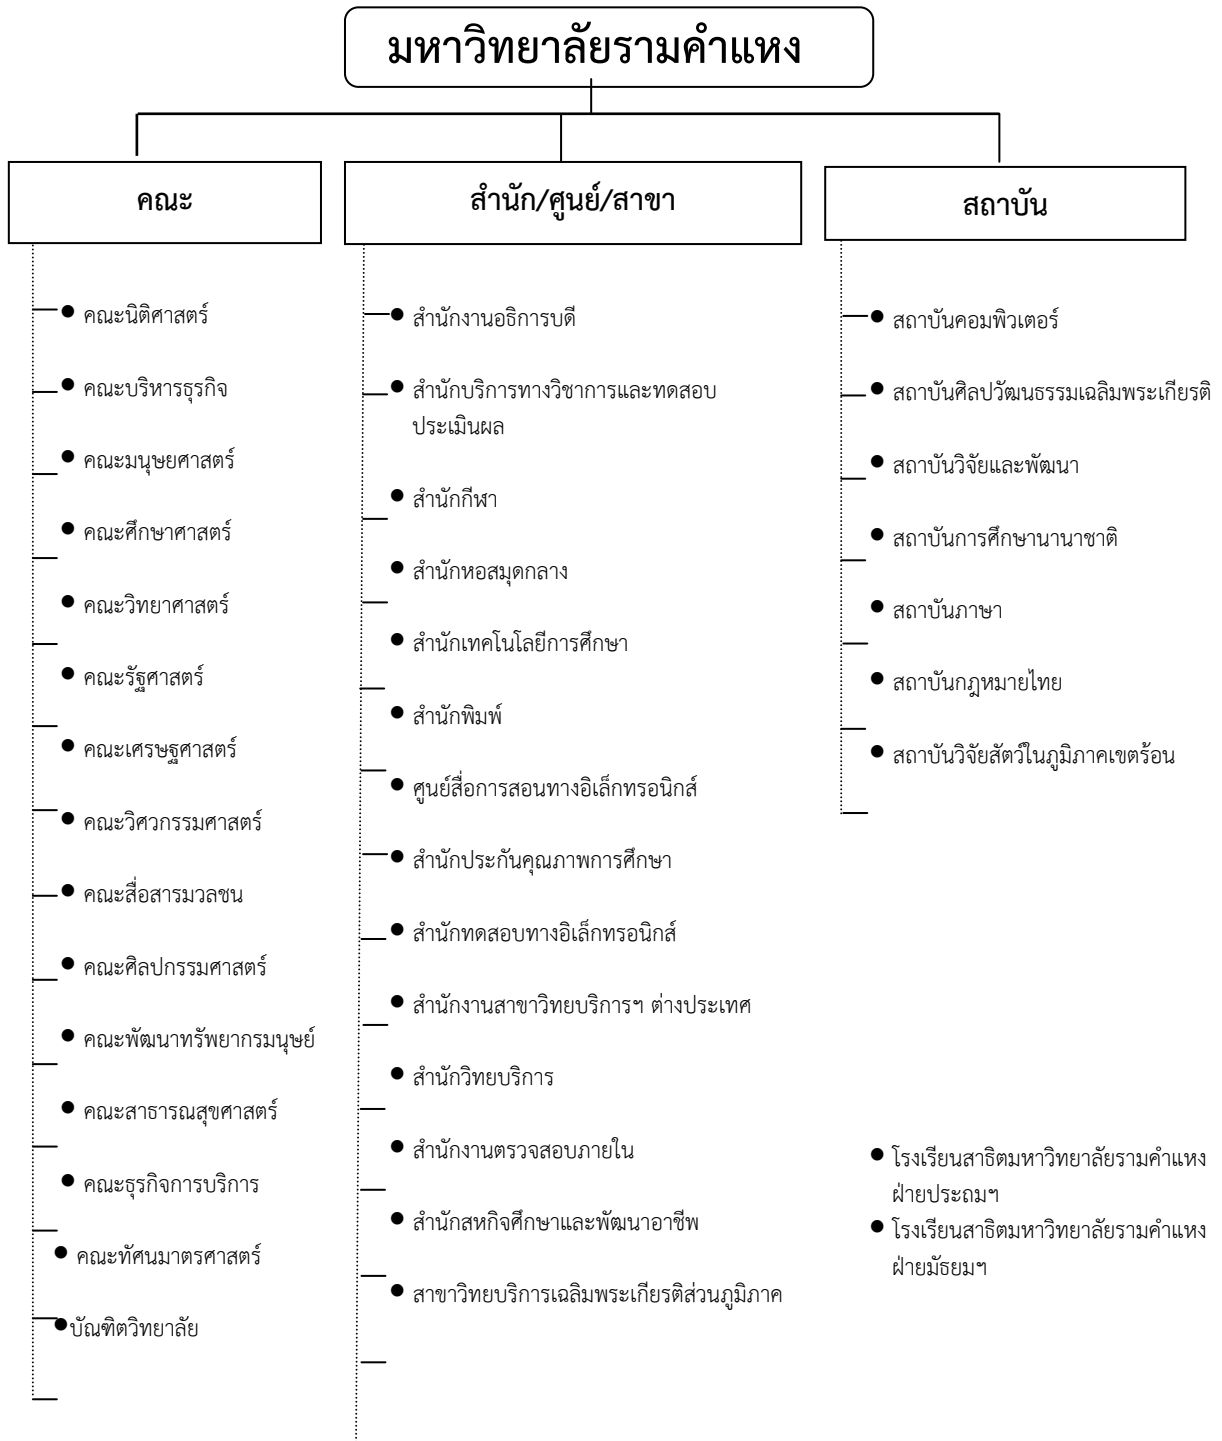 มหาวิทยาลัยรามคำแหง
คณะ
● คณะนิติศาสตร์
● คณะบริหารธุรกิจ
● คณะมนุษยศาสตร์
● คณะศึกษาศาสตร์
● คณะวิทยาศาสตร์
● คณะรัฐศาสตร์
● คณะเศรษฐศาสตร์
● คณะวิศวกรรมศาสตร์
● คณะสื่อสารมวลชน
● คณะศิลปกรรมศาสตร์
● คณะพัฒนาทรัพยากรมนุษย์
● คณะสาธารณสุขศาสตร์
● คณะธุรกิจการบริการ
● คณะทัศนมาตรศาสตร์
● บัณฑิตวิทยาลัย
สำนัก/ศูนย์/สาขา
● สำนักงานอธิการบดี
● สำนักบริการทางวิชาการและทดสอบ
ประเมินผล
● สำนักกีฬา
● สำนักหอสมุดกลาง
● สำนักเทคโนโลยีการศึกษา
● สำนักพิมพ์
● ศูนย์สื่อการสอนทางอิเล็กทรอนิกส์
● สำนักประกันคุณภาพการศึกษา
● สำนักทดสอบทางอิเล็กทรอนิกส์
● สำนักงานสาขาวิทยบริการฯ ต่างประเทศ
● สำนักวิทยบริการ
● สำนักงานตรวจสอบภายใน
● สำนักสหกิจศึกษาและพัฒนาอาชีพ
● สาขาวิทยบริการเฉลิมพระเกียรติส่วนภูมิภาค
สถาบัน
● สถาบันคอมพิวเตอร์
● สถาบันศิลปวัฒนธรรมเฉลิมพระเกียรติ
● สถาบันวิจัยและพัฒนา
● สถาบันการศึกษานานาชาติ
● สถาบันภาษา
● สถาบันกฎหมายไทย
● สถาบันวิจัยสัตว์ในภูมิภาคเขตร้อน
● โรงเรียนสาธิตมหาวิทยาลัยรามคำแหง
ฝ่ายประถมฯ
● โรงเรียนสาธิตมหาวิทยาลัยรามคำแหง
ฝ่ายมัธยมฯ